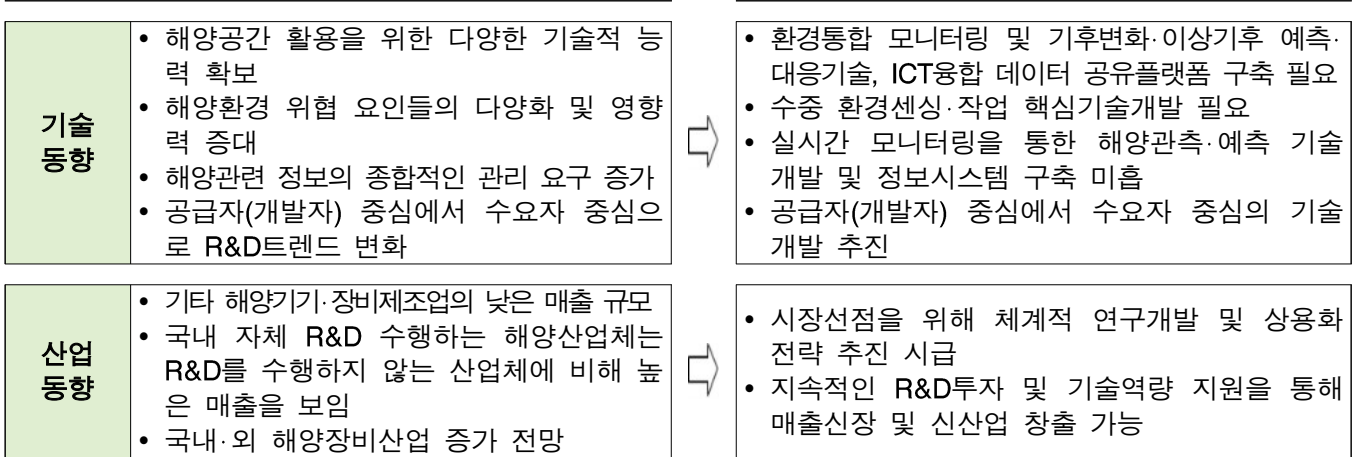 기술
동향
• 해양공간 활용을 위한 다양한 기술적 능
력 확보
• 해양환경 위협 요인들의 다양화 및 영향
력 증대
• 해양관련 정보의 종합적인 관리 요구 증가
• 공급자(개발자) 중심에서 수요자 중심으
로 R&D트렌드 변화
• 환경통합 모니터링 및 기후변화·이상기후 예측·
대응기술, ICT융합 데이터 공유플랫폼 구축 필요
• 수중 환경센싱·작업 핵심기술개발 필요
• 실시간 모니터링을 통한 해양관측·예측 기술
개발 및 정보시스템 구축 미흡
• 공급자(개발자) 중심에서 수요자 중심의 기술
개발 추진
산업
동향
• 기타 해양기기·장비제조업의 낮은 매출 규모
• 국내 자체 R&D 수행하는 해양산업체는
R&D를 수행하지 않는 산업체에 비해 높
은 매출을 보임
• 국내·외 해양장비산업 증가 전망
• 시장선점을 위해 체계적 연구개발 및 상용화
전략 추진 시급
• 지속적인 R&D투자 및 기술역량 지원을 통해
매출신장 및 신산업 창출 가능